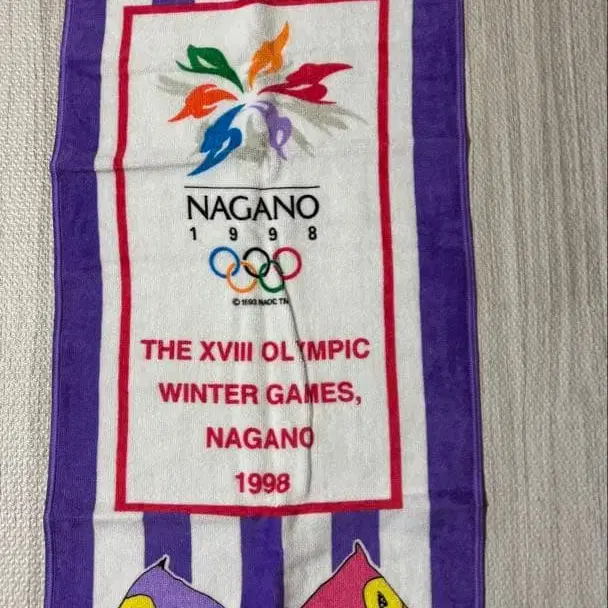 NAGANO
1998
© 1993 NAOC TM
THE XVIII OLYMPIC
WINTER GAMES,
NAGANO
1998